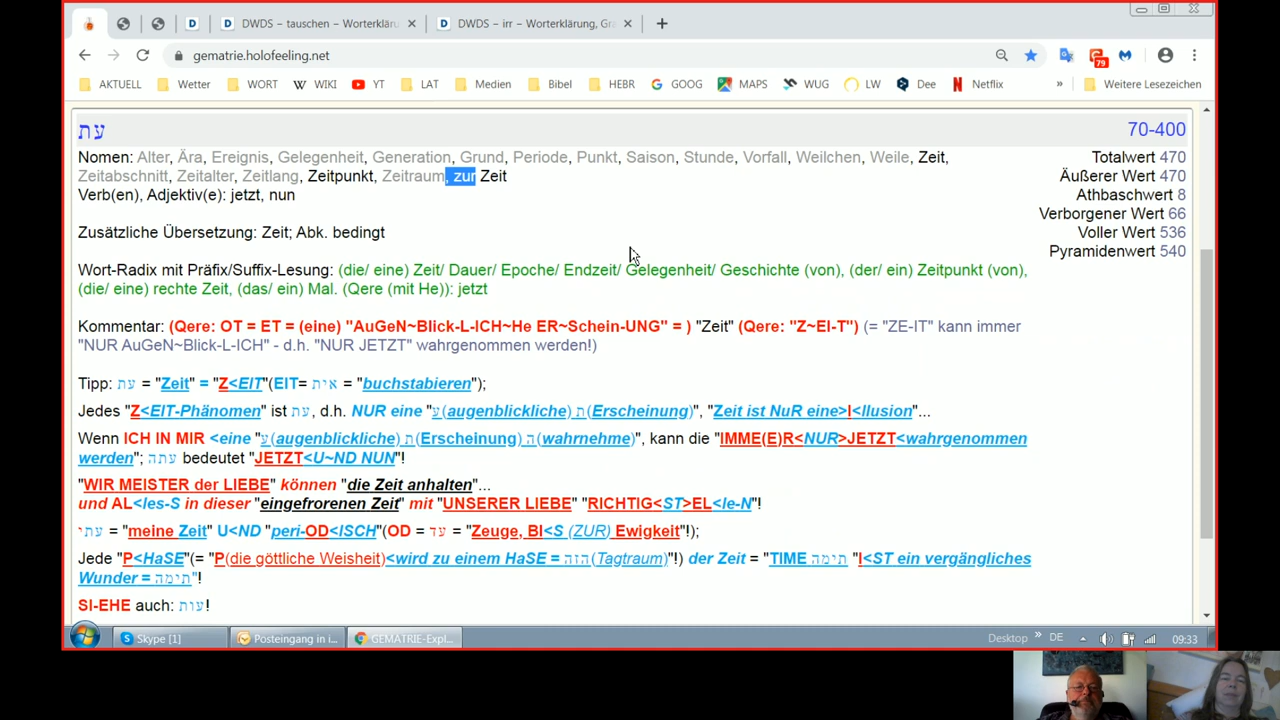 DWDS – tauschen – Worterklärı
DWDS – irr – Worterklärung, Gra
gematrie.holofeeling.net
79
AKTUELL Wetter WORT WIKI YT LAT Medien Bibel HEBR GOOG MAPS WUG LW Dee Netflix » Weitere Lesezeichen
עת 70-400
Nomen: Alter, Ära, Ereignis, Gelegenheit, Generation, Grund, Periode, Punkt, Saison, Stunde, Vorfall, Weilchen, Weile, Zeit,
Zeitabschnitt, Zeitalter, Zeitlang, Zeitpunkt, Zeitraum, zur Zeit
Verb(en), Adjektiv(e): jetzt, nun
Totalwert 470
Äußerer Wert 470
Athbaschwert 8
Verborgener Wert 66
Voller Wert 536
Pyramidenwert 540
Zusätzliche Übersetzung: Zeit; Abk. bedingt
Wort-Radix mit Präfix/Suffix-Lesung: (die/ eine) Zeit/ Dauer/ Epoche/ Endzeit/ Gelegenheit/ Geschichte (von), (der/ ein) Zeitpunkt (von),
(die/ eine) rechte Zeit, (das/ ein) Mal. (Qere (mit He)): jetzt
Kommentar: (Qere: OT = ET = (eine) "AuGeN~Blick-L-ICH~He ER~Schein-UNG" = ) "Zeit" (Qere: "Z~EI-T") (= "ZE-IT" kann immer
"NUR AuGeN~Blick-L-ICH" - d.h. "NUR JETZT" wahrgenommen werden!)
Tipp: עת = "Zeit" = "Z<EIT"(EIT= אית = "buchstabieren");
Jedes "Z<EIT-Phänomen" ist עת, d.h. NUR eine "ע(augenblickliche) ת(Erscheinung)", "Zeit ist NuR eine>I<llusion"...
Wenn ICH IN MIR <eine "ע(augenblickliche) ת(Erscheinung) ה(wahrnehme)", kann die "IMME(E)R<NUR>JETZT<wahrgenommen
werden"; עתה bedeutet "JETZT<U~ND NUN"!
"WIR MEISTER der LIEBE" können "die Zeit anhalten"...
und AL<les-S in dieser "eingefrorenen Zeit" mit "UNSERER LIEBE" "RICHTIG<ST>EL<le-N"!
עתי = "meine Zeit" U<ND "peri-OD<ISCH"(OD = עד = "Zeuge, BI<S (ZUR) Ewigkeit"!);
Jede "P<HaSE"(= "P(die göttliche Weisheit)<wird zu einem HaSE = הזה(Tagtraum)"!) der Zeit = "TIME תימה "I<ST ein vergängliches
Wunder = תימה"!
SI-EHE auch: עות!
Skype [1]
Posteingang in i...
GEMATRIE-Expl...
Desktop » DE 09:33